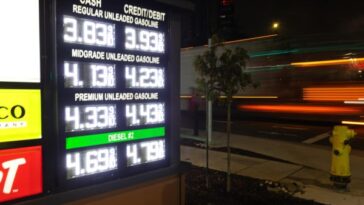 CASH CREDIT/DEBIT
REGULAR UNLEADED GASOLINE
3.83 3.93
MIDGRADE UNLEADED GASOLINE
4.13 4.23
PREMIUM UNLEADED GASOLINE
4.33 4.43
DIESEL #2
4.69 4.79